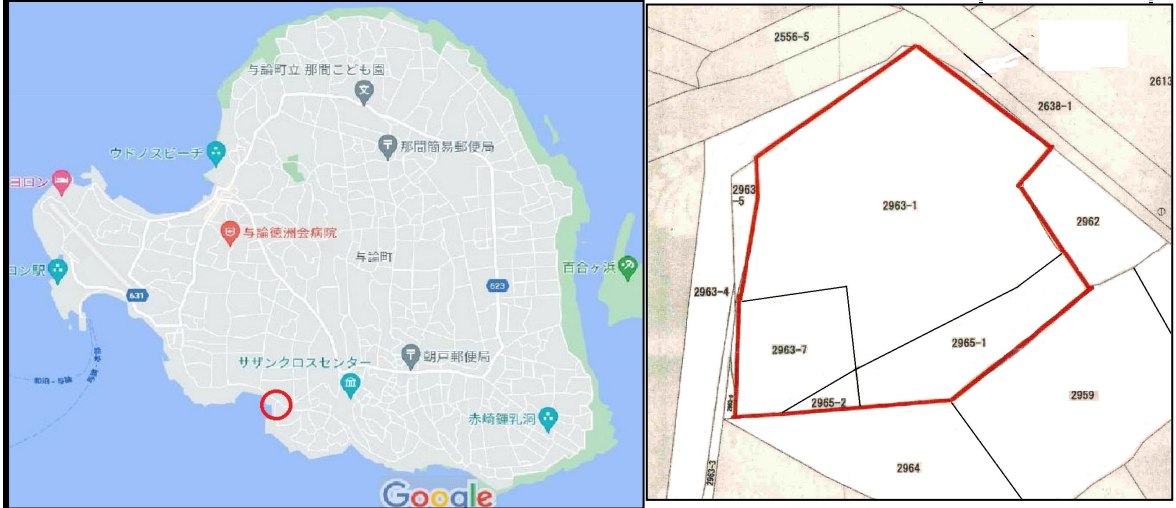 与論町立 那間こども園
那間簡易郵便局
ウドノスビーチ
ヨロン
与論徳洲会病院
与論町
百合ヶ浜
コン駅
631
623
サザンクロスセンター
朝戸郵便局
赤崎鍾乳洞
Google
2556-5
2613
2638-1
2963
-5
2963-1
2962
2963-4
2963-7
2965-1
2965-2
2959
2964
2963-3